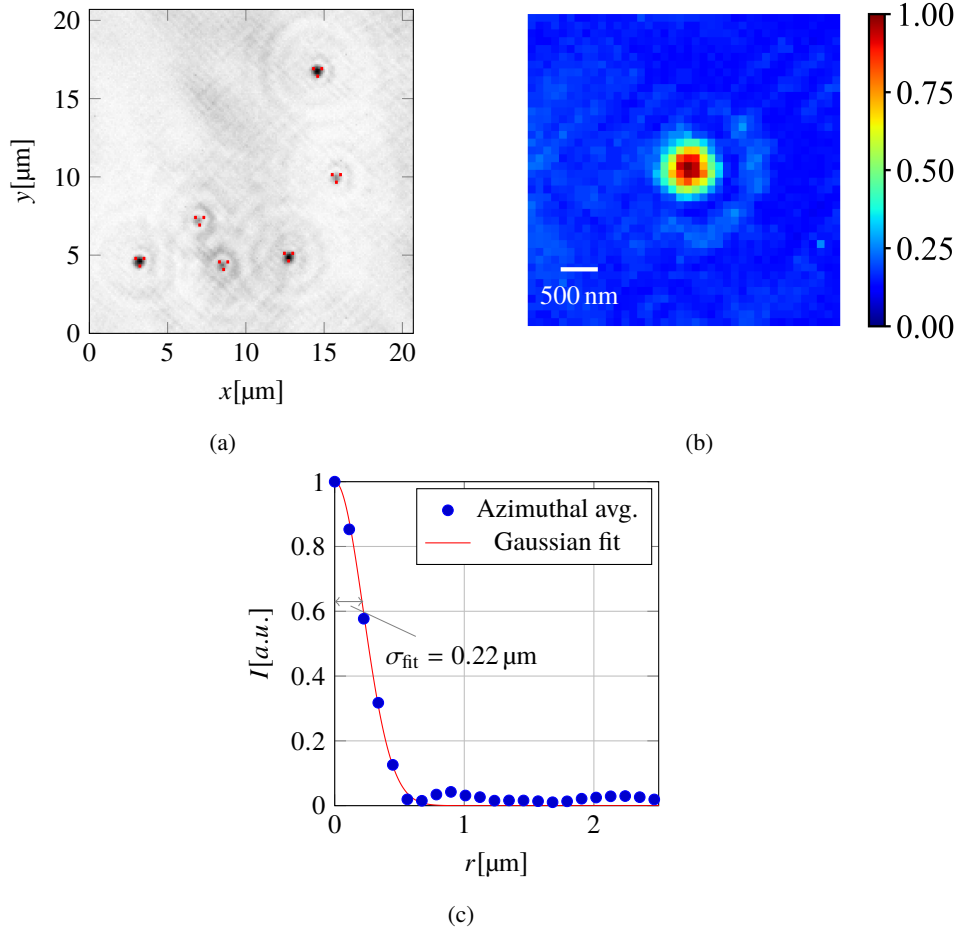 20
15
10
5
0
y[µm]
0 5 10 15 20
x[µm]
(a)
500 nm
1.00
0.75
0.50
0.25
0.00
(b)
1
0.8
0.6
0.4
0.2
0
I[a.u.]
Azimuthal avg.
Gaussian fit
σfit = 0.22 µm
0 1 2
r[µm]
(c)